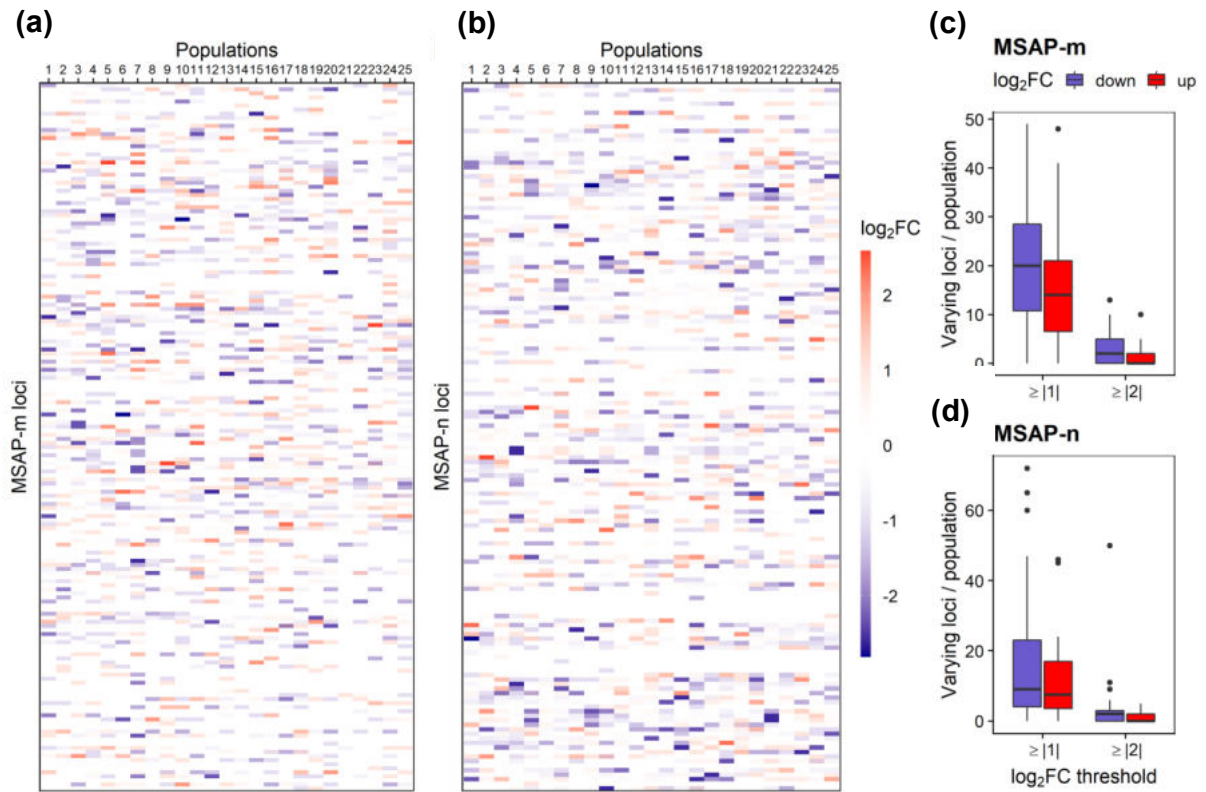 (a)
Populations
1 2 3 4 5 6 7 8 9 10 11 12 13 14 15 16 17 18 19 20 21 22 23 24 25
MSAP-m loci
(b)
Populations
1 2 3 4 5 6 7 8 9 10 11 12 13 14 15 16 17 18 19 20 21 22 23 24 25
MSAP-n loci
log₂FC
2
1
0
-1
-2
(c)
MSAP-m
log₂FC down up
Varying loci / population
50
40
30
20
10
0
≥ |1| ≥ |2|
(d)
MSAP-n
Varying loci / population
60
40
20
0
≥ |1| ≥ |2|
log₂FC threshold